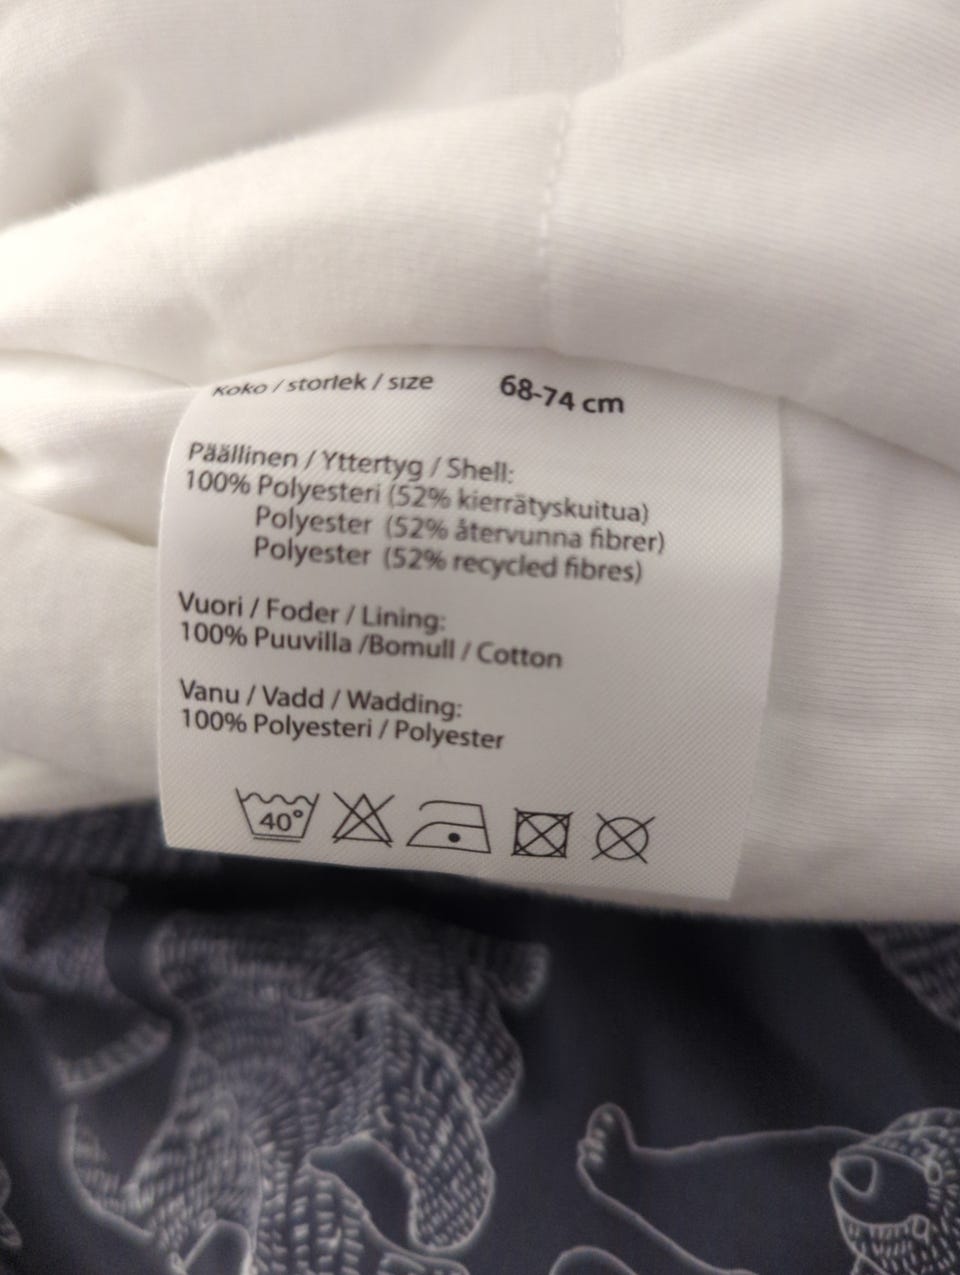 Koko / storlek / size 68-74 cm
Päällinen / Yttertyg / Shell:
100% Polyesteri (52% kierrätyskuitua)
Polyester (52% återvunna fibrer)
Polyester (52% recycled fibres)
Vuori / Foder / Lining:
100% Puuvilla /Bomull / Cotton
Vanu / Vadd / Wadding:
100% Polyesteri / Polyester
40°